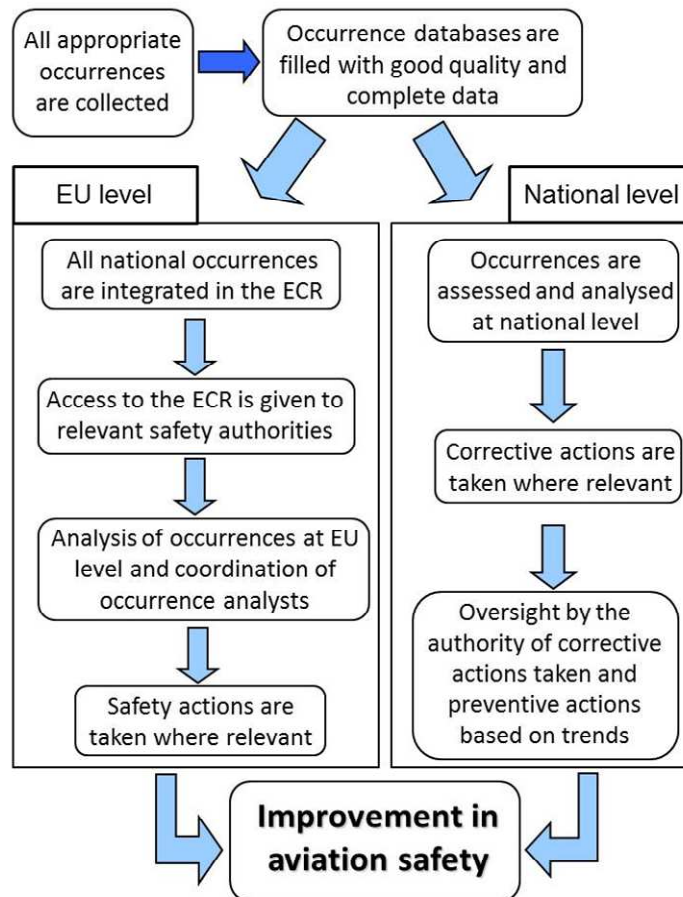 All appropriate
occurrences
are collected
Occurrence databases are
filled with good quality and
complete data
EU level
All national occurrences
are integrated in the ECR
Access to the ECR is given to
relevant safety authorities
Analysis of occurrences at EU
level and coordination of
occurrence analysts
Safety actions are
taken where relevant
National level
Occurrences are
assessed and analysed
at national level
Corrective actions are
taken where relevant
Oversight by the
authority of corrective
actions taken and
preventive actions
based on trends
Improvement in
aviation safety